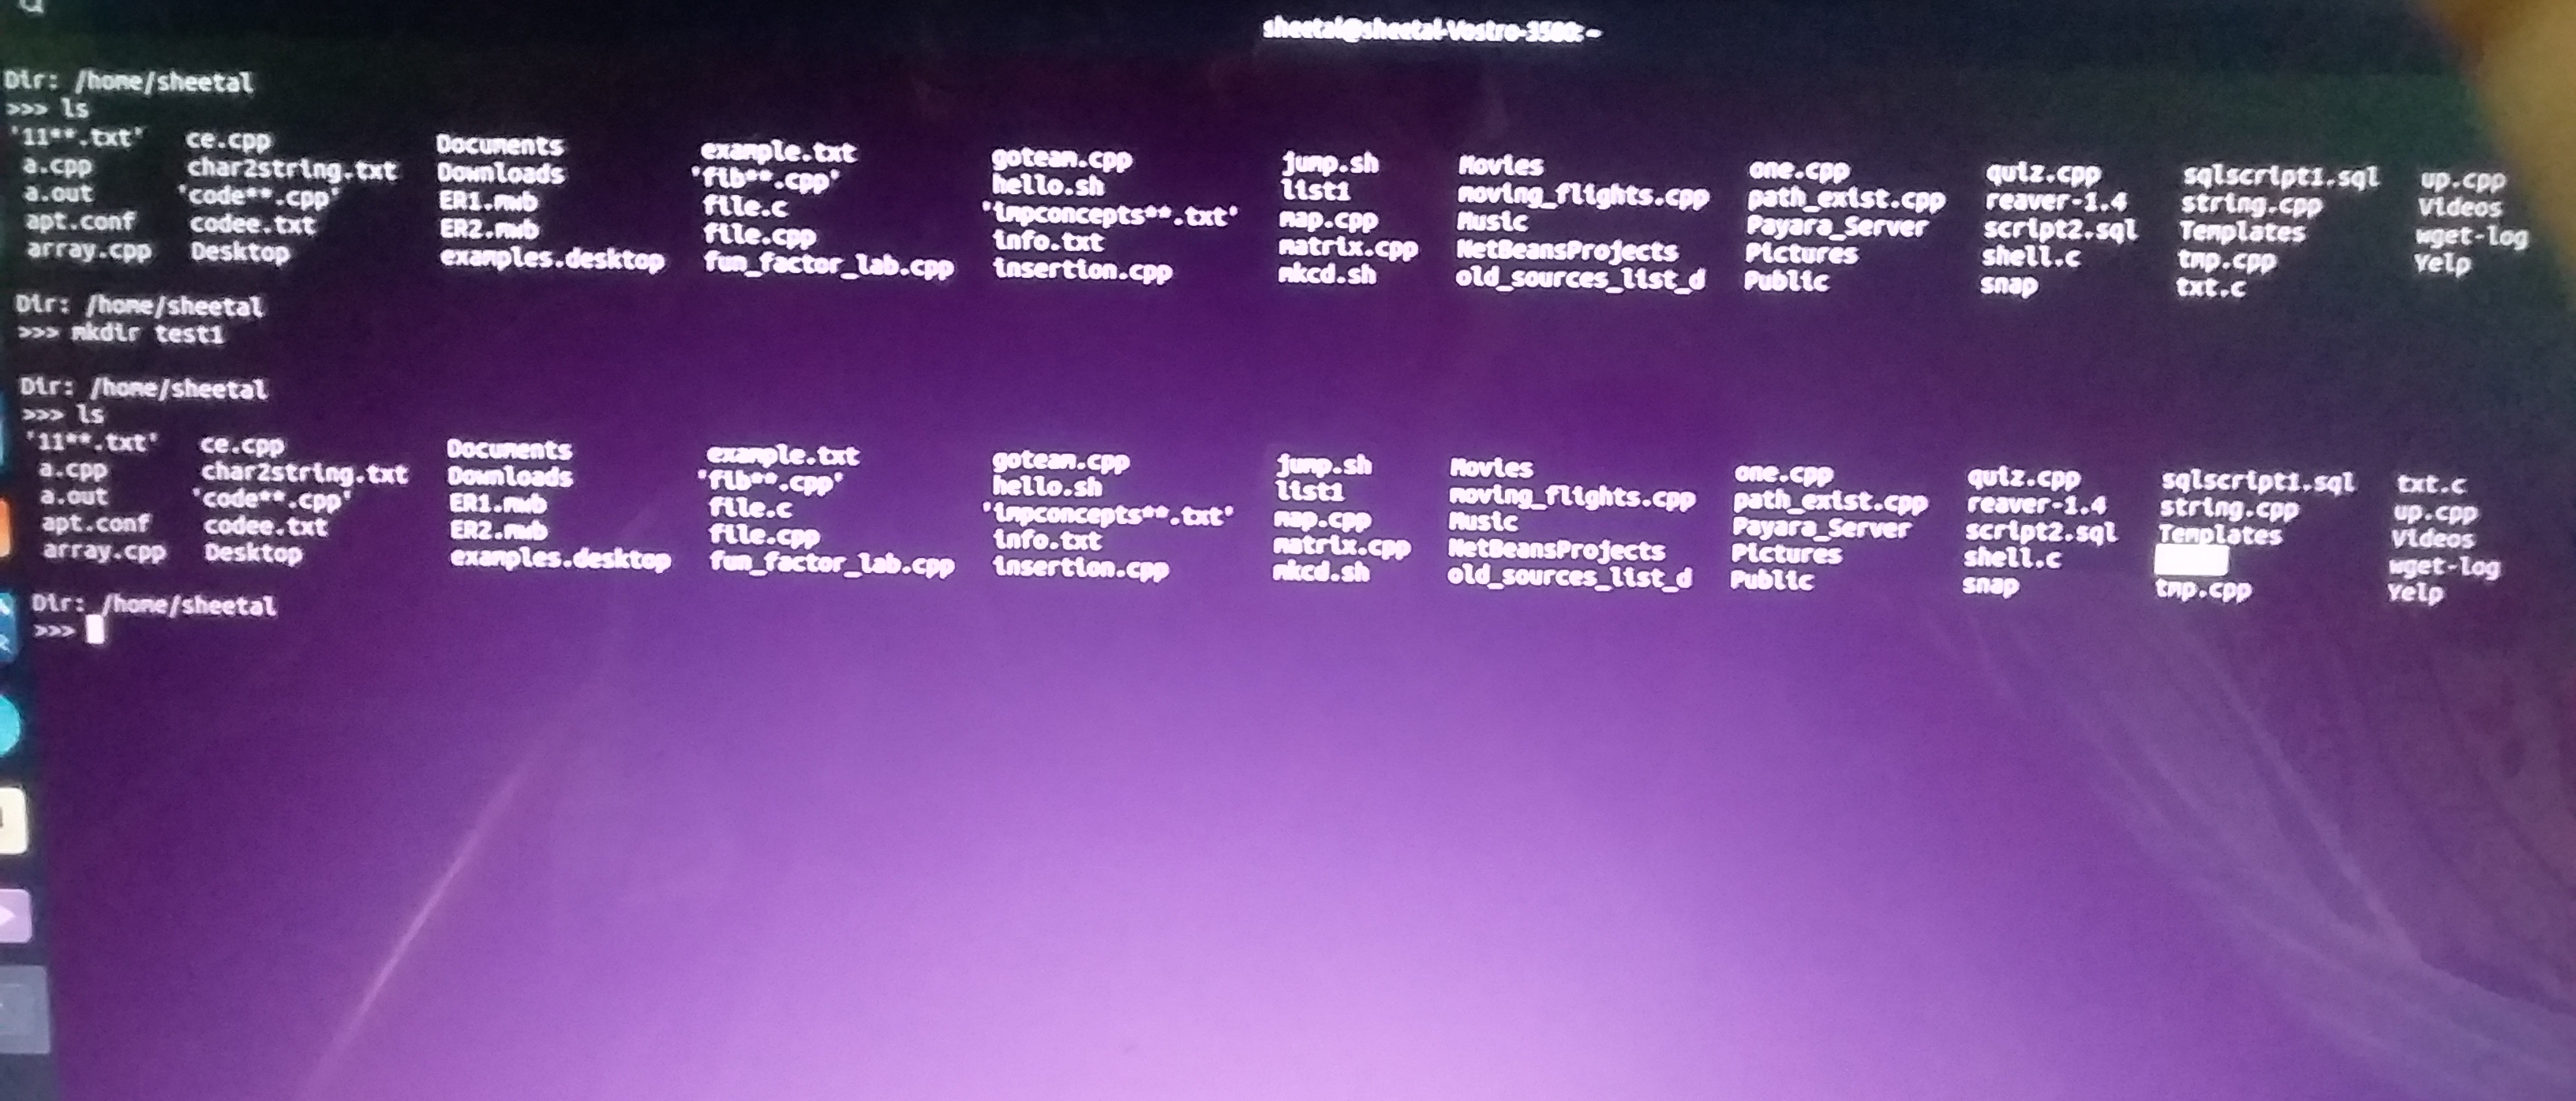 sheetal@sheetal-Vostro-3580: ~
Dir: /home/sheetal
>>> ls
'11**.txt' ce.cpp Documents example.txt gotean.cpp jump.sh Movies one.cpp quiz.cpp sqlscript1.sql up.cpp
a.cpp char2string.txt Downloads 'fib**.cpp' hello.sh list1 moving_flights.cpp path_exist.cpp reaver-1.4 string.cpp Videos
a.out 'code**.cpp' ER1.mwb file.c 'impconcepts**.txt' map.cpp Music Payara_Server script2.sql Templates wget-log
apt.conf codee.txt ER2.mwb file.cpp info.txt matrix.cpp NetBeansProjects Pictures shell.c tmp.cpp Yelp
array.cpp Desktop examples.desktop fun_factor_lab.cpp insertion.cpp mkcd.sh old_sources_list_d Public snap txt.c
Dir: /home/sheetal
>>> mkdir test1
Dir: /home/sheetal
>>> ls
'11**.txt' ce.cpp Documents example.txt gotean.cpp jump.sh Movies one.cpp quiz.cpp sqlscript1.sql txt.c
a.cpp char2string.txt Downloads 'fib**.cpp' hello.sh list1 moving_flights.cpp path_exist.cpp reaver-1.4 string.cpp up.cpp
a.out 'code**.cpp' ER1.mwb file.c 'impconcepts**.txt' map.cpp Music Payara_Server script2.sql Templates Videos
apt.conf codee.txt ER2.mwb file.cpp info.txt matrix.cpp NetBeansProjects Pictures shell.c wget-log
array.cpp Desktop examples.desktop fun_factor_lab.cpp insertion.cpp mkcd.sh old_sources_list_d Public snap tmp.cpp Yelp
Dir: /home/sheetal
>>>